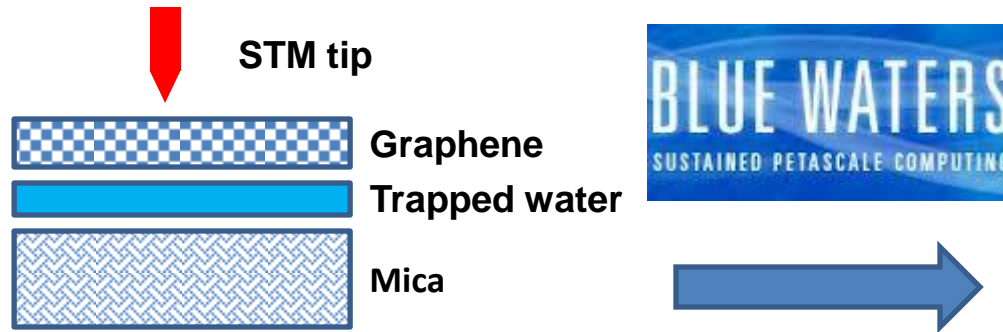 STM tip
Graphene
Trapped water
Mica
BLUE WATERS
SUSTAINED PETASCALE COMPUTING